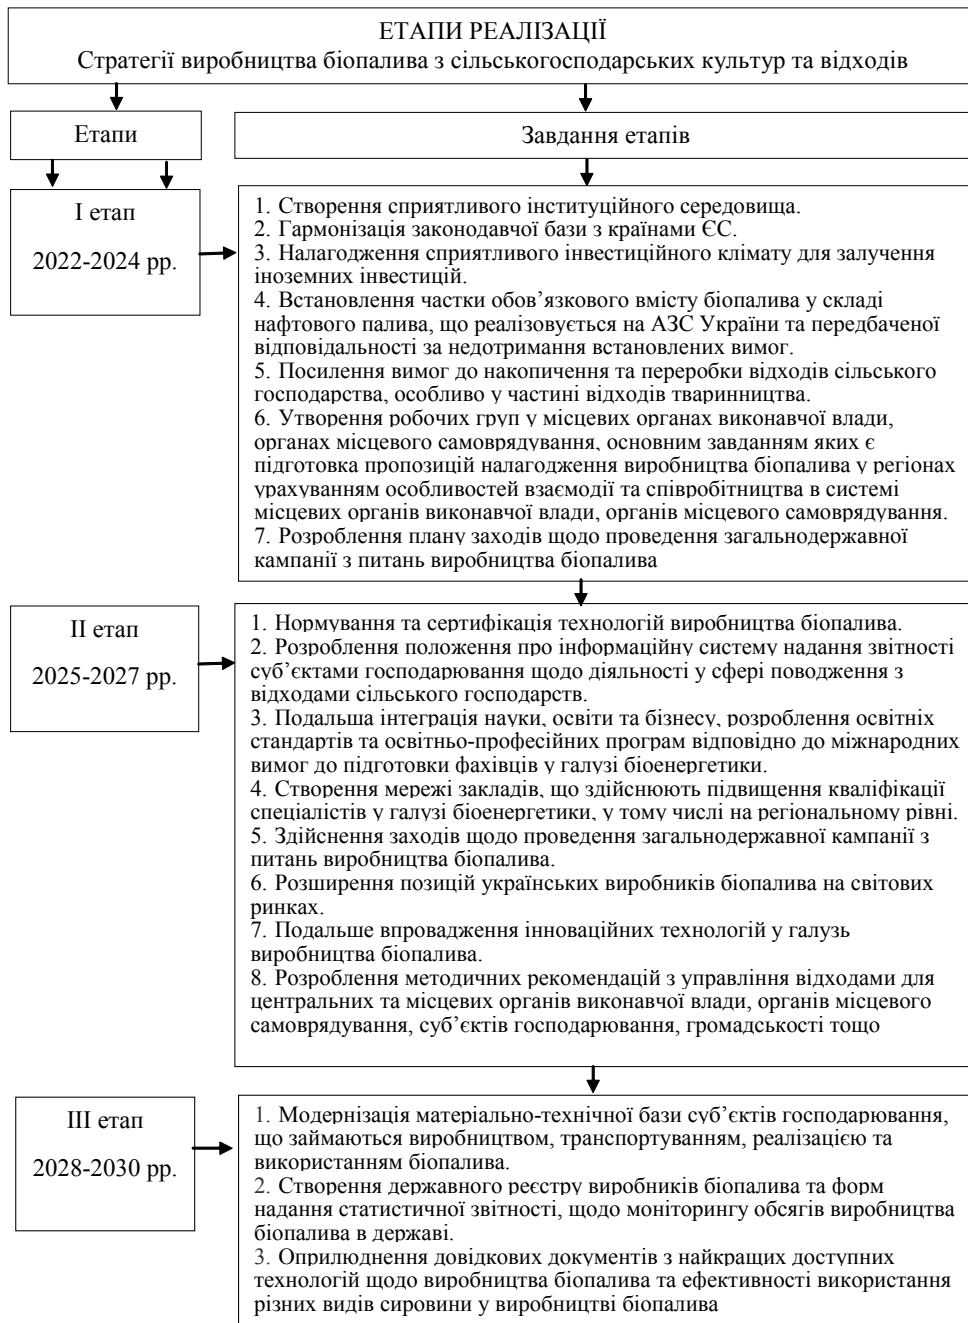 ЕТАПИ РЕАЛІЗАЦІЇ
Стратегії виробництва біопалива з сільськогосподарських культур та відходів
Етапи
Завдання етапів
І етап
2022-2024 рр.
1. Створення сприятливого інституційного середовища.
2. Гармонізація законодавчої бази з країнами ЄС.
3. Налагодження сприятливого інвестиційного клімату для залучення
іноземних інвестицій.
4. Встановлення частки обов’язкового вмісту біопалива у складі
нафтового палива, що реалізовується на АЗС України та передбаченої
відповідальності за недотримання встановлених вимог.
5. Посилення вимог до накопичення та переробки відходів сільського
господарства, особливо у частині відходів тваринництва.
6. Утворення робочих груп у місцевих органах виконавчої влади,
органах місцевого самоврядування, основним завданням яких є
підготовка пропозицій налагодження виробництва біопалива у регіонах
урахуванням особливостей взаємодії та співробітництва в системі
місцевих органів виконавчої влади, органів місцевого самоврядування.
7. Розроблення плану заходів щодо проведення загальнодержавної
кампанії з питань виробництва біопалива
ІІ етап
2025-2027 рр.
1. Нормування та сертифікація технологій виробництва біопалива.
2. Розроблення положення про інформаційну систему надання звітності
суб’єктами господарювання щодо діяльності у сфері поводження з
відходами сільського господарств.
3. Подальша інтеграція науки, освіти та бізнесу, розроблення освітніх
стандартів та освітньо-професійних програм відповідно до міжнародних
вимог до підготовки фахівців у галузі біоенергетики.
4. Створення мережі закладів, що здійснюють підвищення кваліфікації
спеціалістів у галузі біоенергетики, у тому числі на регіональному рівні.
5. Здійснення заходів щодо проведення загальнодержавної кампанії з
питань виробництва біопалива.
6. Розширення позицій українських виробників біопалива на світових
ринках.
7. Подальше впровадження інноваційних технологій у галузь
виробництва біопалива.
8. Розроблення методичних рекомендацій з управління відходами для
центральних та місцевих органів виконавчої влади, органів місцевого
самоврядування, суб’єктів господарювання, громадськості тощо
ІІІ етап
2028-2030 рр.
1. Модернізація матеріально-технічної бази суб’єктів господарювання,
що займаються виробництвом, транспортуванням, реалізацією та
використанням біопалива.
2. Створення державного реєстру виробників біопалива та форм
надання статистичної звітності, щодо моніторингу обсягів виробництва
біопалива в державі.
3. Оприлюднення довідкових документів з найкращих доступних
технологій щодо виробництва біопалива та ефективності використання
різних видів сировини у виробництві біопалива